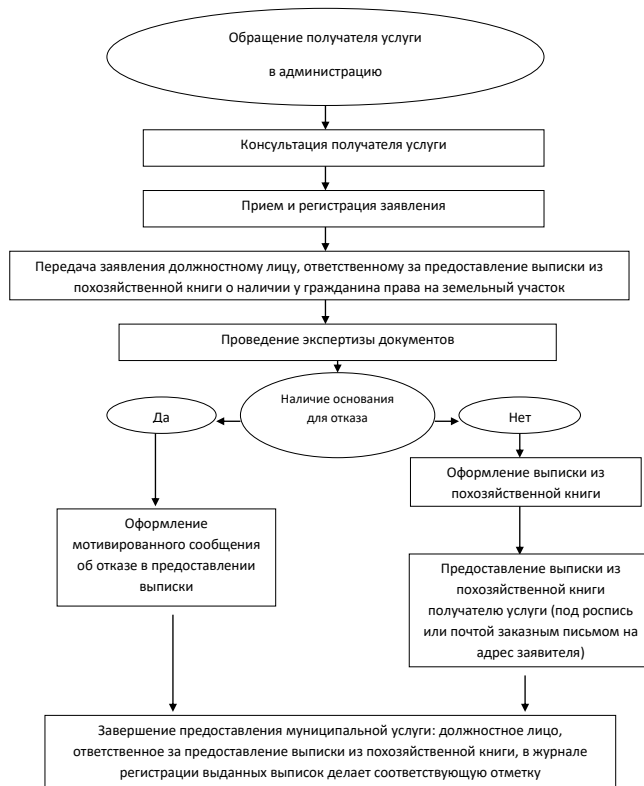 Обращение получателя услуги
в администрацию
Консультация получателя услуги
Прием и регистрация заявления
Передача заявления должностному лицу, ответственному за предоставление выписки из
похозяйственной книги о наличии у гражданина права на земельный участок
Проведение экспертизы документов
Наличие основания
для отказа
Да
Нет
Оформление выписки из
похозяйственной книги
Оформление
мотивированного сообщения
об отказе в предоставлении
выписки
Предоставление выписки из
похозяйственной книги
получателю услуги (под роспись
или почтой заказным письмом на
адрес заявителя)
Завершение предоставления муниципальной услуги: должностное лицо,
ответственное за предоставление выписки из похозяйственной книги, в журнале
регистрации выданных выписок делает соответствующую отметку